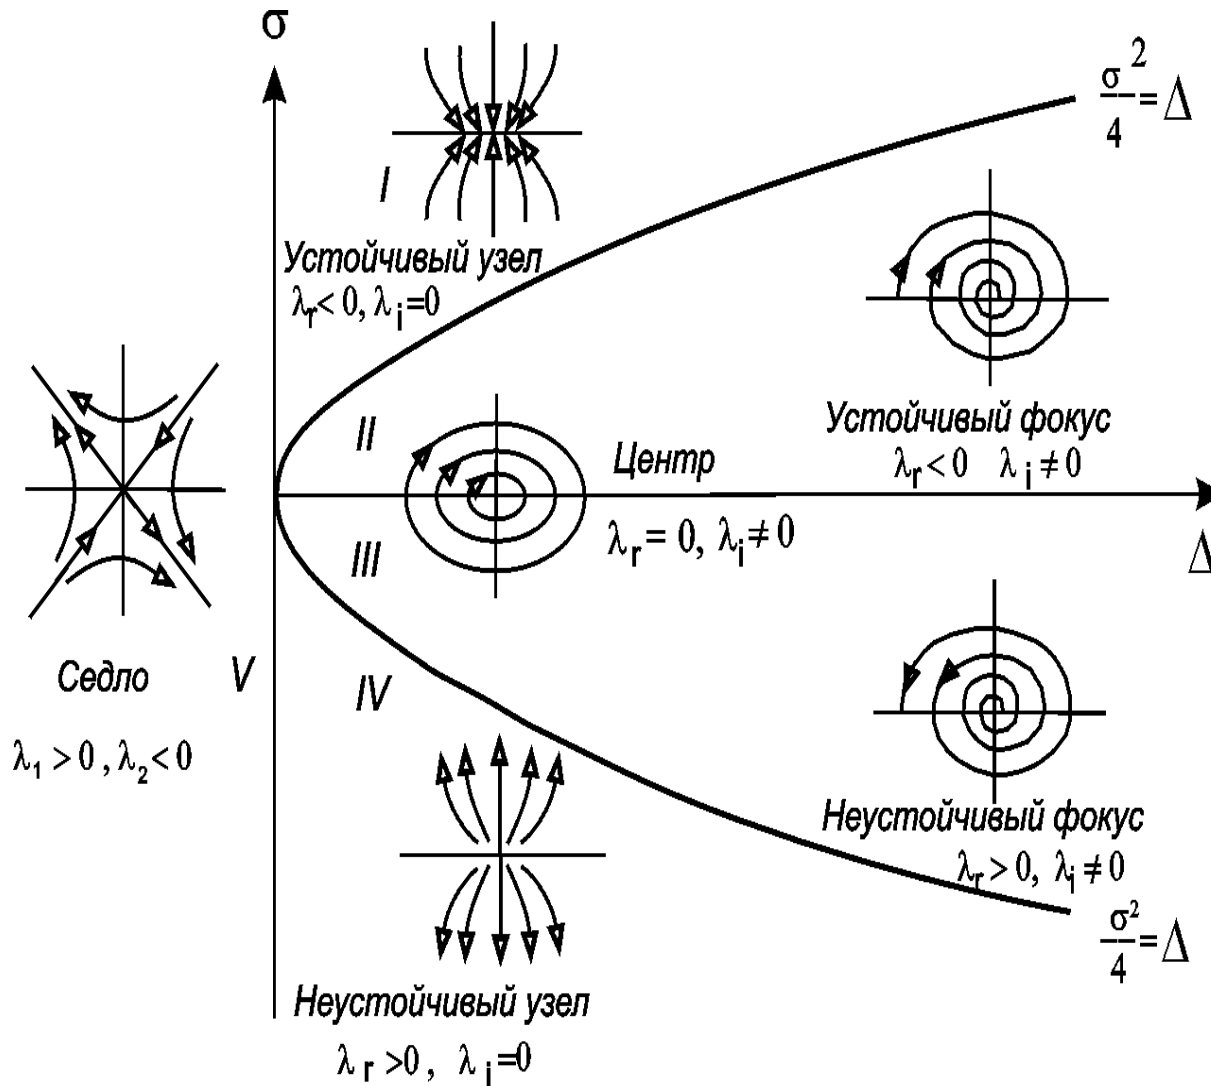 σ
σ²/4 = Δ
I
Устойчивый узел
λr < 0, λi = 0
II
Центр
λr = 0, λi ≠ 0
Устойчивый фокус
λr < 0 λi ≠ 0
Δ
III
Седло
V
λ1 > 0, λ2 < 0
IV
Неустойчивый фокус
λr > 0, λi ≠ 0
σ²/4 = Δ
Неустойчивый узел
λr > 0, λi = 0